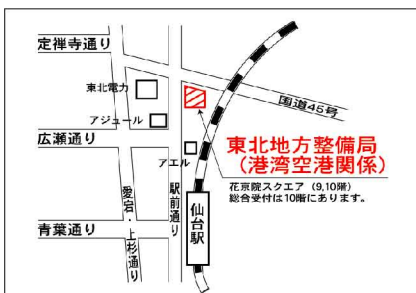 定禅寺通り
東北電力
国道45号
アジュール
広瀬通り
アエル
東北地方整備局
（港湾空港関係）
花京院スクエア（9,10階）
総合受付は10階にあります。
愛宕・上杉通り
駅前通り
仙台駅
青葉通り